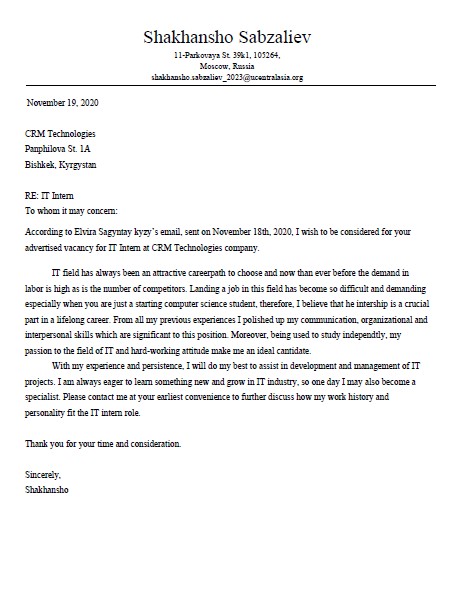 Shakhansho Sabzaliev
11-Parkovaya St. 39k1, 105264,
Moscow, Russia
shakhansho.sabzaliev_2023@ucentralasia.org
November 19, 2020
CRM Technologies
Panphilova St. 1A
Bishkek, Kyrgystan
RE: IT Intern
To whom it may concern:
According to Elvira Sagyntay kyzy's email, sent on November 18th, 2020, I wish to be considered for your
advertised vacancy for IT Intern at CRM Technologies company.
IT field has always been an attractive careerpath to choose and now than ever before the demand in
labor is high as is the number of competitors. Landing a job in this field has become so difficult and demanding
especially when you are just a starting computer science student, therefore, I believe that he intership is a crucial
part in a lifelong career. From all my previous experiences I polished up my communication, organizational and
interpersonal skills which are significant to this position. Moreover, being used to study independtly, my
passion to the field of IT and hard-working attitude make me an ideal cantidate.
With my experience and persistence, I will do my best to assist in development and management of IT
projects. I am always eager to learn something new and grow in IT industry, so one day I may also become a
specialist. Please contact me at your earliest convenience to further discuss how my work history and
personality fit the IT intern role.
Thank you for your time and consideration.
Sincerely,
Shakhansho